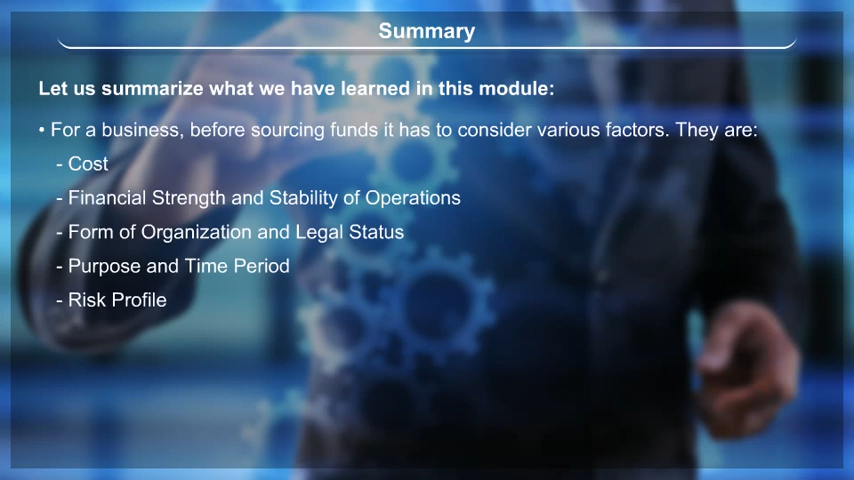 Summary
Let us summarize what we have learned in this module:
• For a business, before sourcing funds it has to consider various factors. They are:
- Cost
- Financial Strength and Stability of Operations
- Form of Organization and Legal Status
- Purpose and Time Period
- Risk Profile